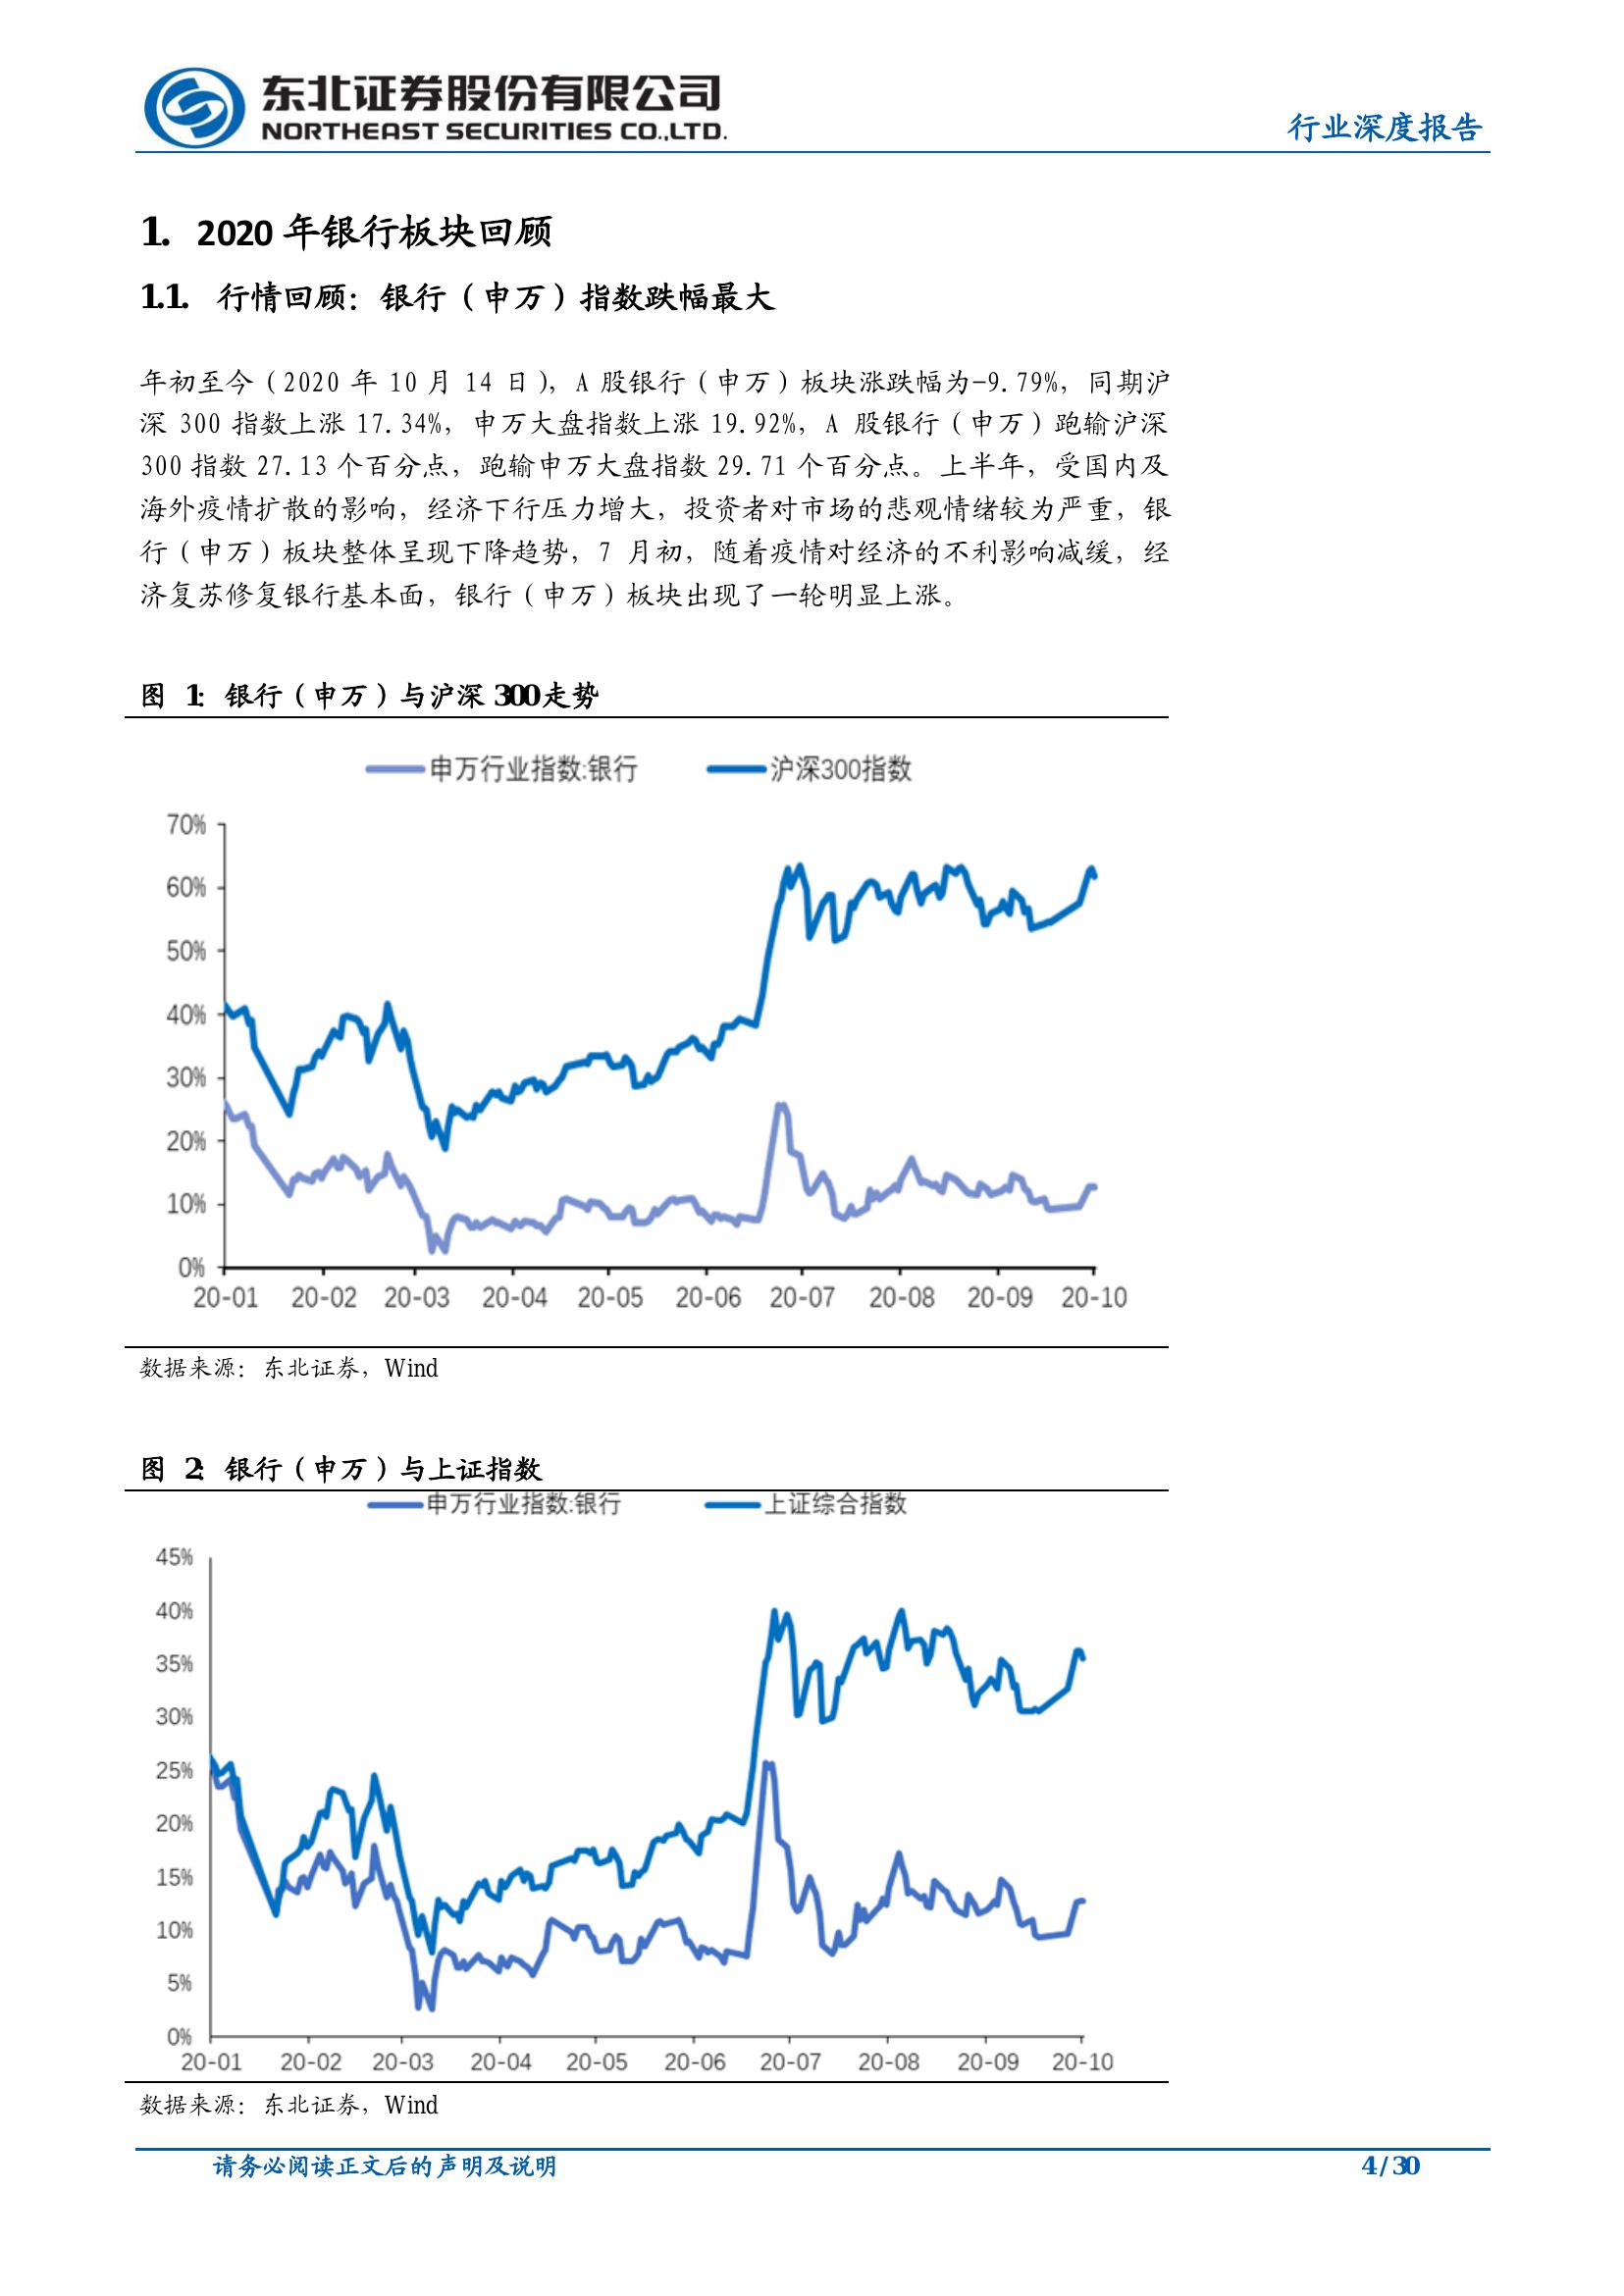 东北证券股份有限公司
NORTHEAST SECURITIES CO.,LTD.
行业深度报告
1. 2020 年银行板块回顾
1.1. 行情回顾：银行（申万）指数跌幅最大
年初至今（2020 年 10 月 14 日），A 股银行（申万）板块涨跌幅为-9.79%，同期沪
深 300 指数上涨 17.34%，申万大盘指数上涨 19.92%，A 股银行（申万）跑输沪深
300 指数 27.13 个百分点，跑输申万大盘指数 29.71 个百分点。上半年，受国内及
海外疫情扩散的影响，经济下行压力增大，投资者对市场的悲观情绪较为严重，银
行（申万）板块整体呈现下降趋势，7 月初，随着疫情对经济的不利影响减缓，经
济复苏修复银行基本面，银行（申万）板块出现了一轮明显上涨。
图 1：银行（申万）与沪深 300 走势
申万行业指数:银行 沪深300指数
70%
60%
50%
40%
30%
20%
10%
0%
20-01 20-02 20-03 20-04 20-05 20-06 20-07 20-08 20-09 20-10
数据来源：东北证券，Wind
图 2：银行（申万）与上证指数
申万行业指数:银行 上证综合指数
45%
40%
35%
30%
25%
20%
15%
10%
5%
0%
20-01 20-02 20-03 20-04 20-05 20-06 20-07 20-08 20-09 20-10
数据来源：东北证券，Wind
请务必阅读正文后的声明及说明 4 / 30